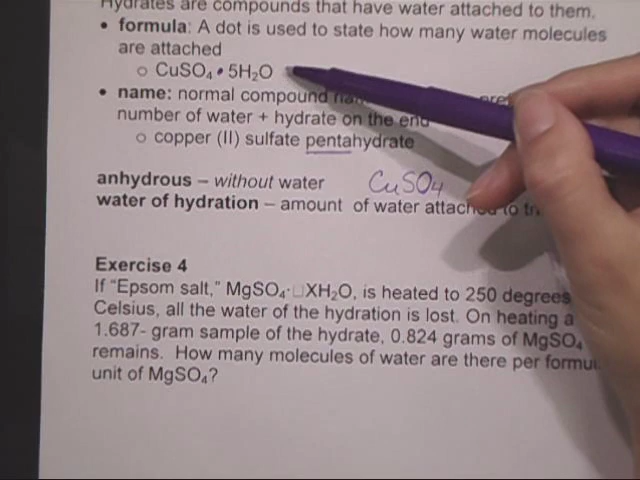 Hydrates are compounds that have water attached to them.
• formula: A dot is used to state how many water molecules
are attached
o CuSO₄ • 5H₂O
• name: normal compound
number of water + hydrate on the end
o copper (II) sulfate pentahydrate
anhydrous – without water CuSO₄
water of hydration – amount of water attached to
Exercise 4
If “Epsom salt,” MgSO₄·□XH₂O, is heated to 250 degrees
Celsius, all the water of the hydration is lost. On heating a
1.687- gram sample of the hydrate, 0.824 grams of MgSO₄
remains. How many molecules of water are there per
unit of MgSO₄?